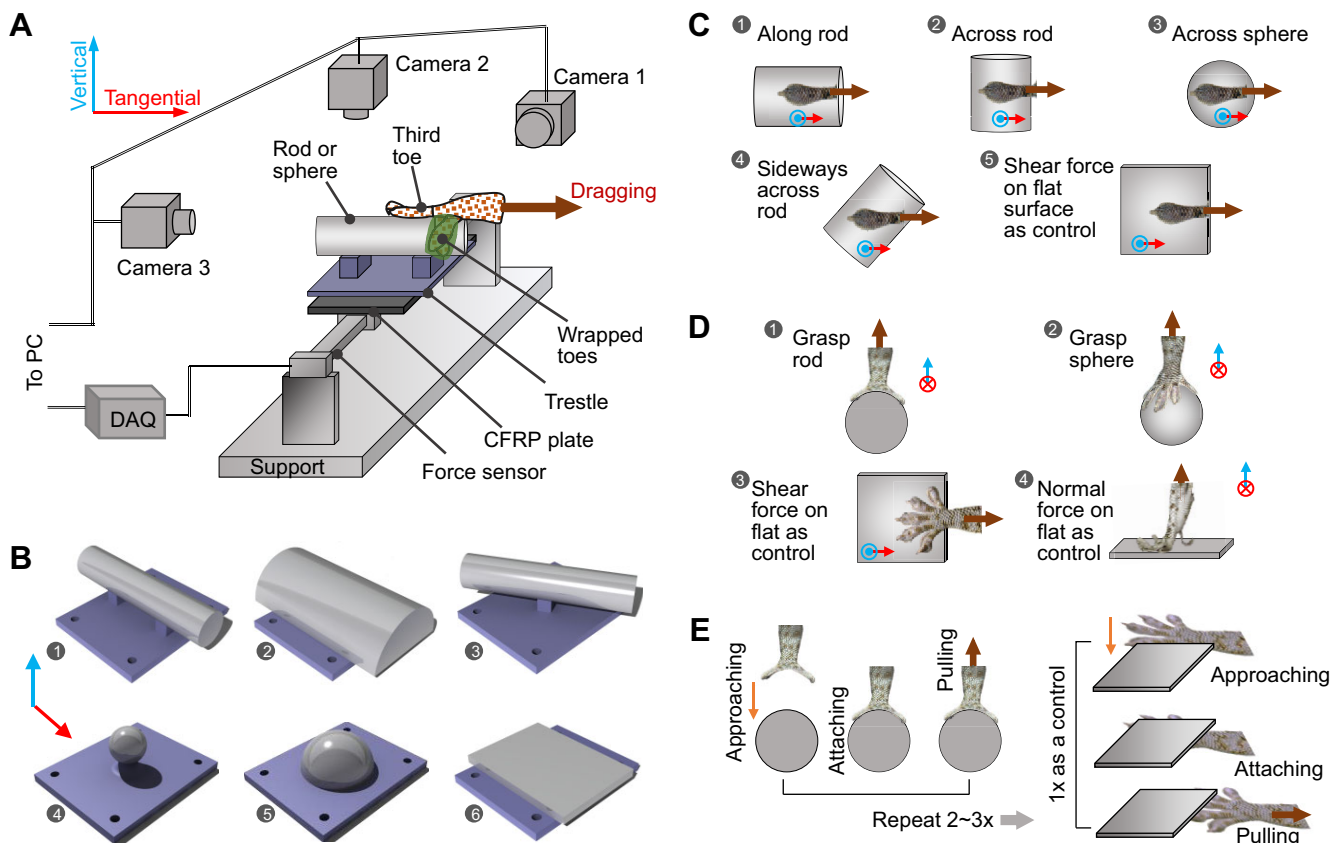 A
Vertical
Tangential
Camera 2
Camera 1
Third
toe
Rod or
sphere
Dragging
Camera 3
To PC
DAQ
Wrapped
toes
Trestle
CFRP plate
Force sensor
Support
B
1
2
3
4
5
6
C
1 Along rod
2 Across rod
3 Across sphere
4 Sideways
across
rod
5 Shear force
on flat
surface
as control
D
1 Grasp
rod
2 Grasp
sphere
3 Shear
force on
flat as
control
4 Normal
force on
flat as
control
E
Approaching
Attaching
Pulling
Repeat 2~3x
1x as a control
Approaching
Attaching
Pulling